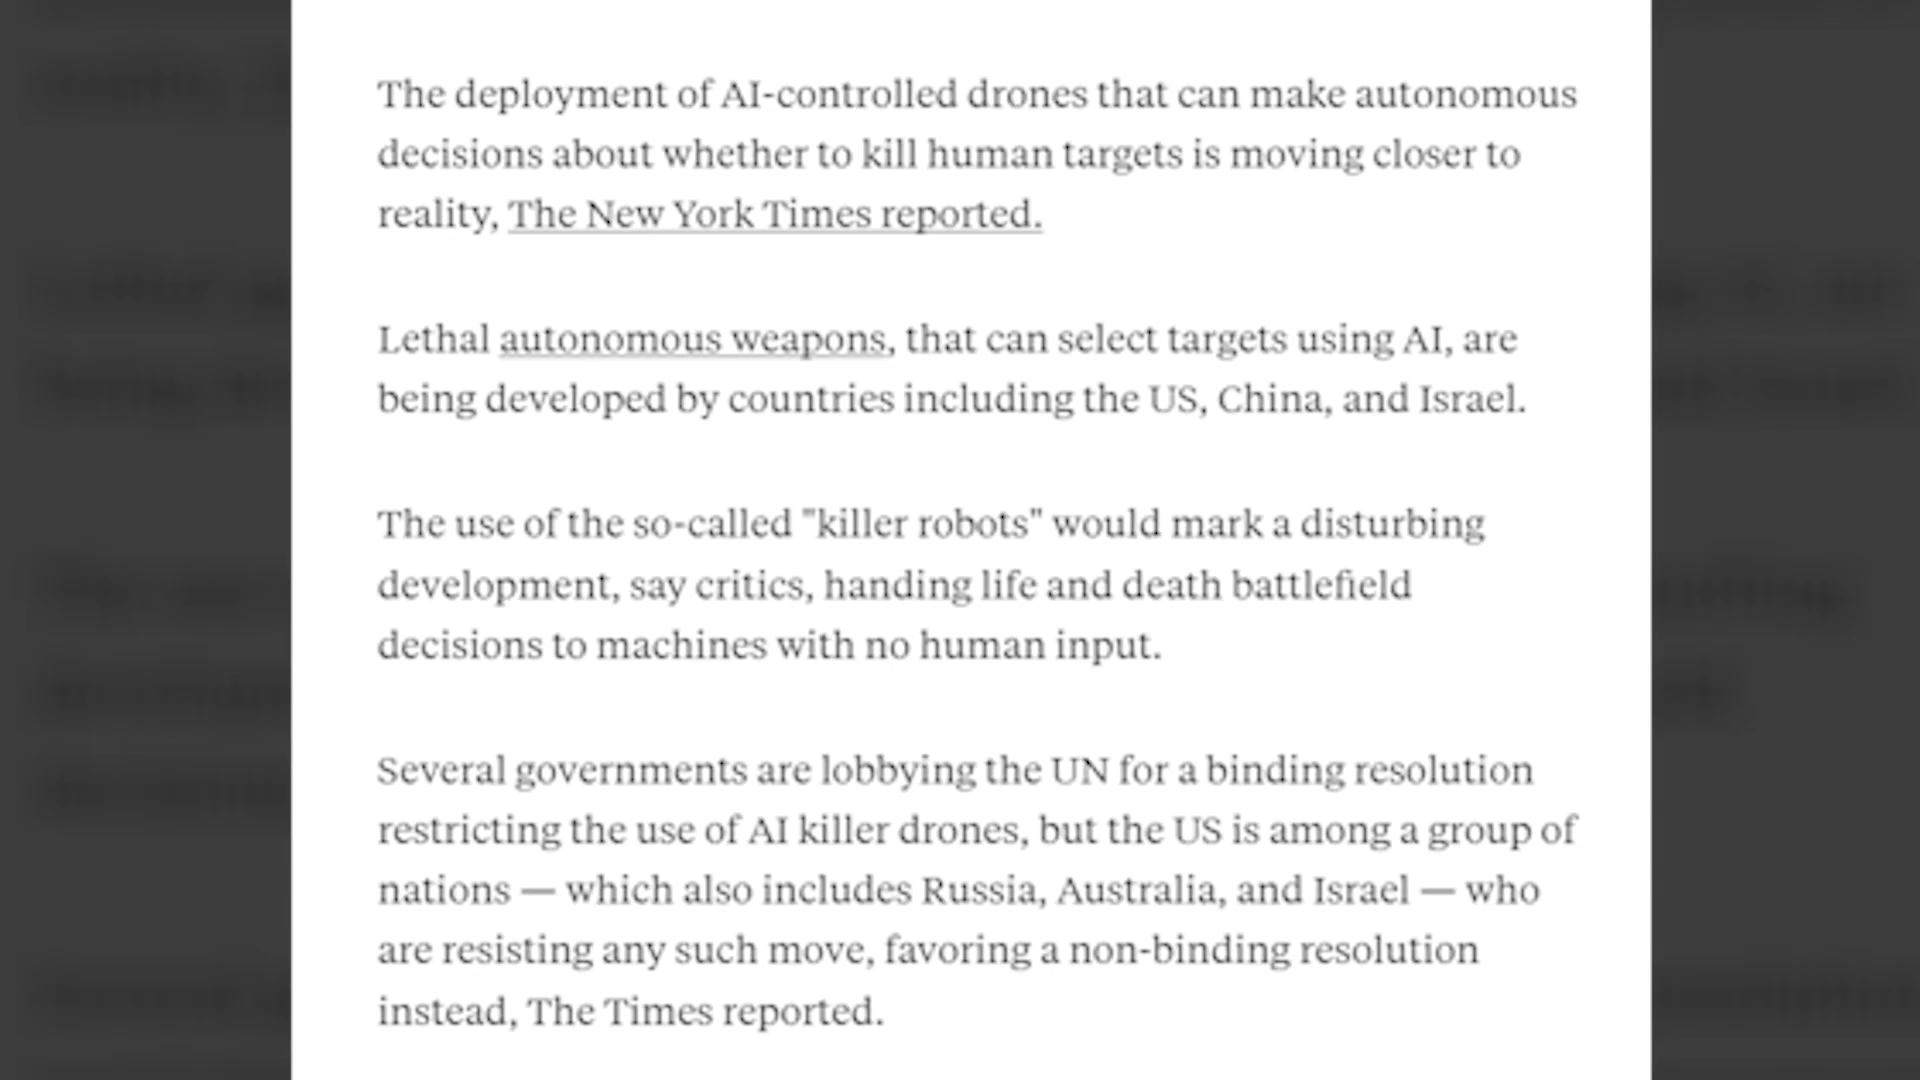 The deployment of AI-controlled drones that can make autonomous
decisions about whether to kill human targets is moving closer to
reality, The New York Times reported.
Lethal autonomous weapons, that can select targets using AI, are
being developed by countries including the US, China, and Israel.
The use of the so-called "killer robots" would mark a disturbing
development, say critics, handing life and death battlefield
decisions to machines with no human input.
Several governments are lobbying the UN for a binding resolution
restricting the use of AI killer drones, but the US is among a group of
nations — which also includes Russia, Australia, and Israel — who
are resisting any such move, favoring a non-binding resolution
instead, The Times reported.